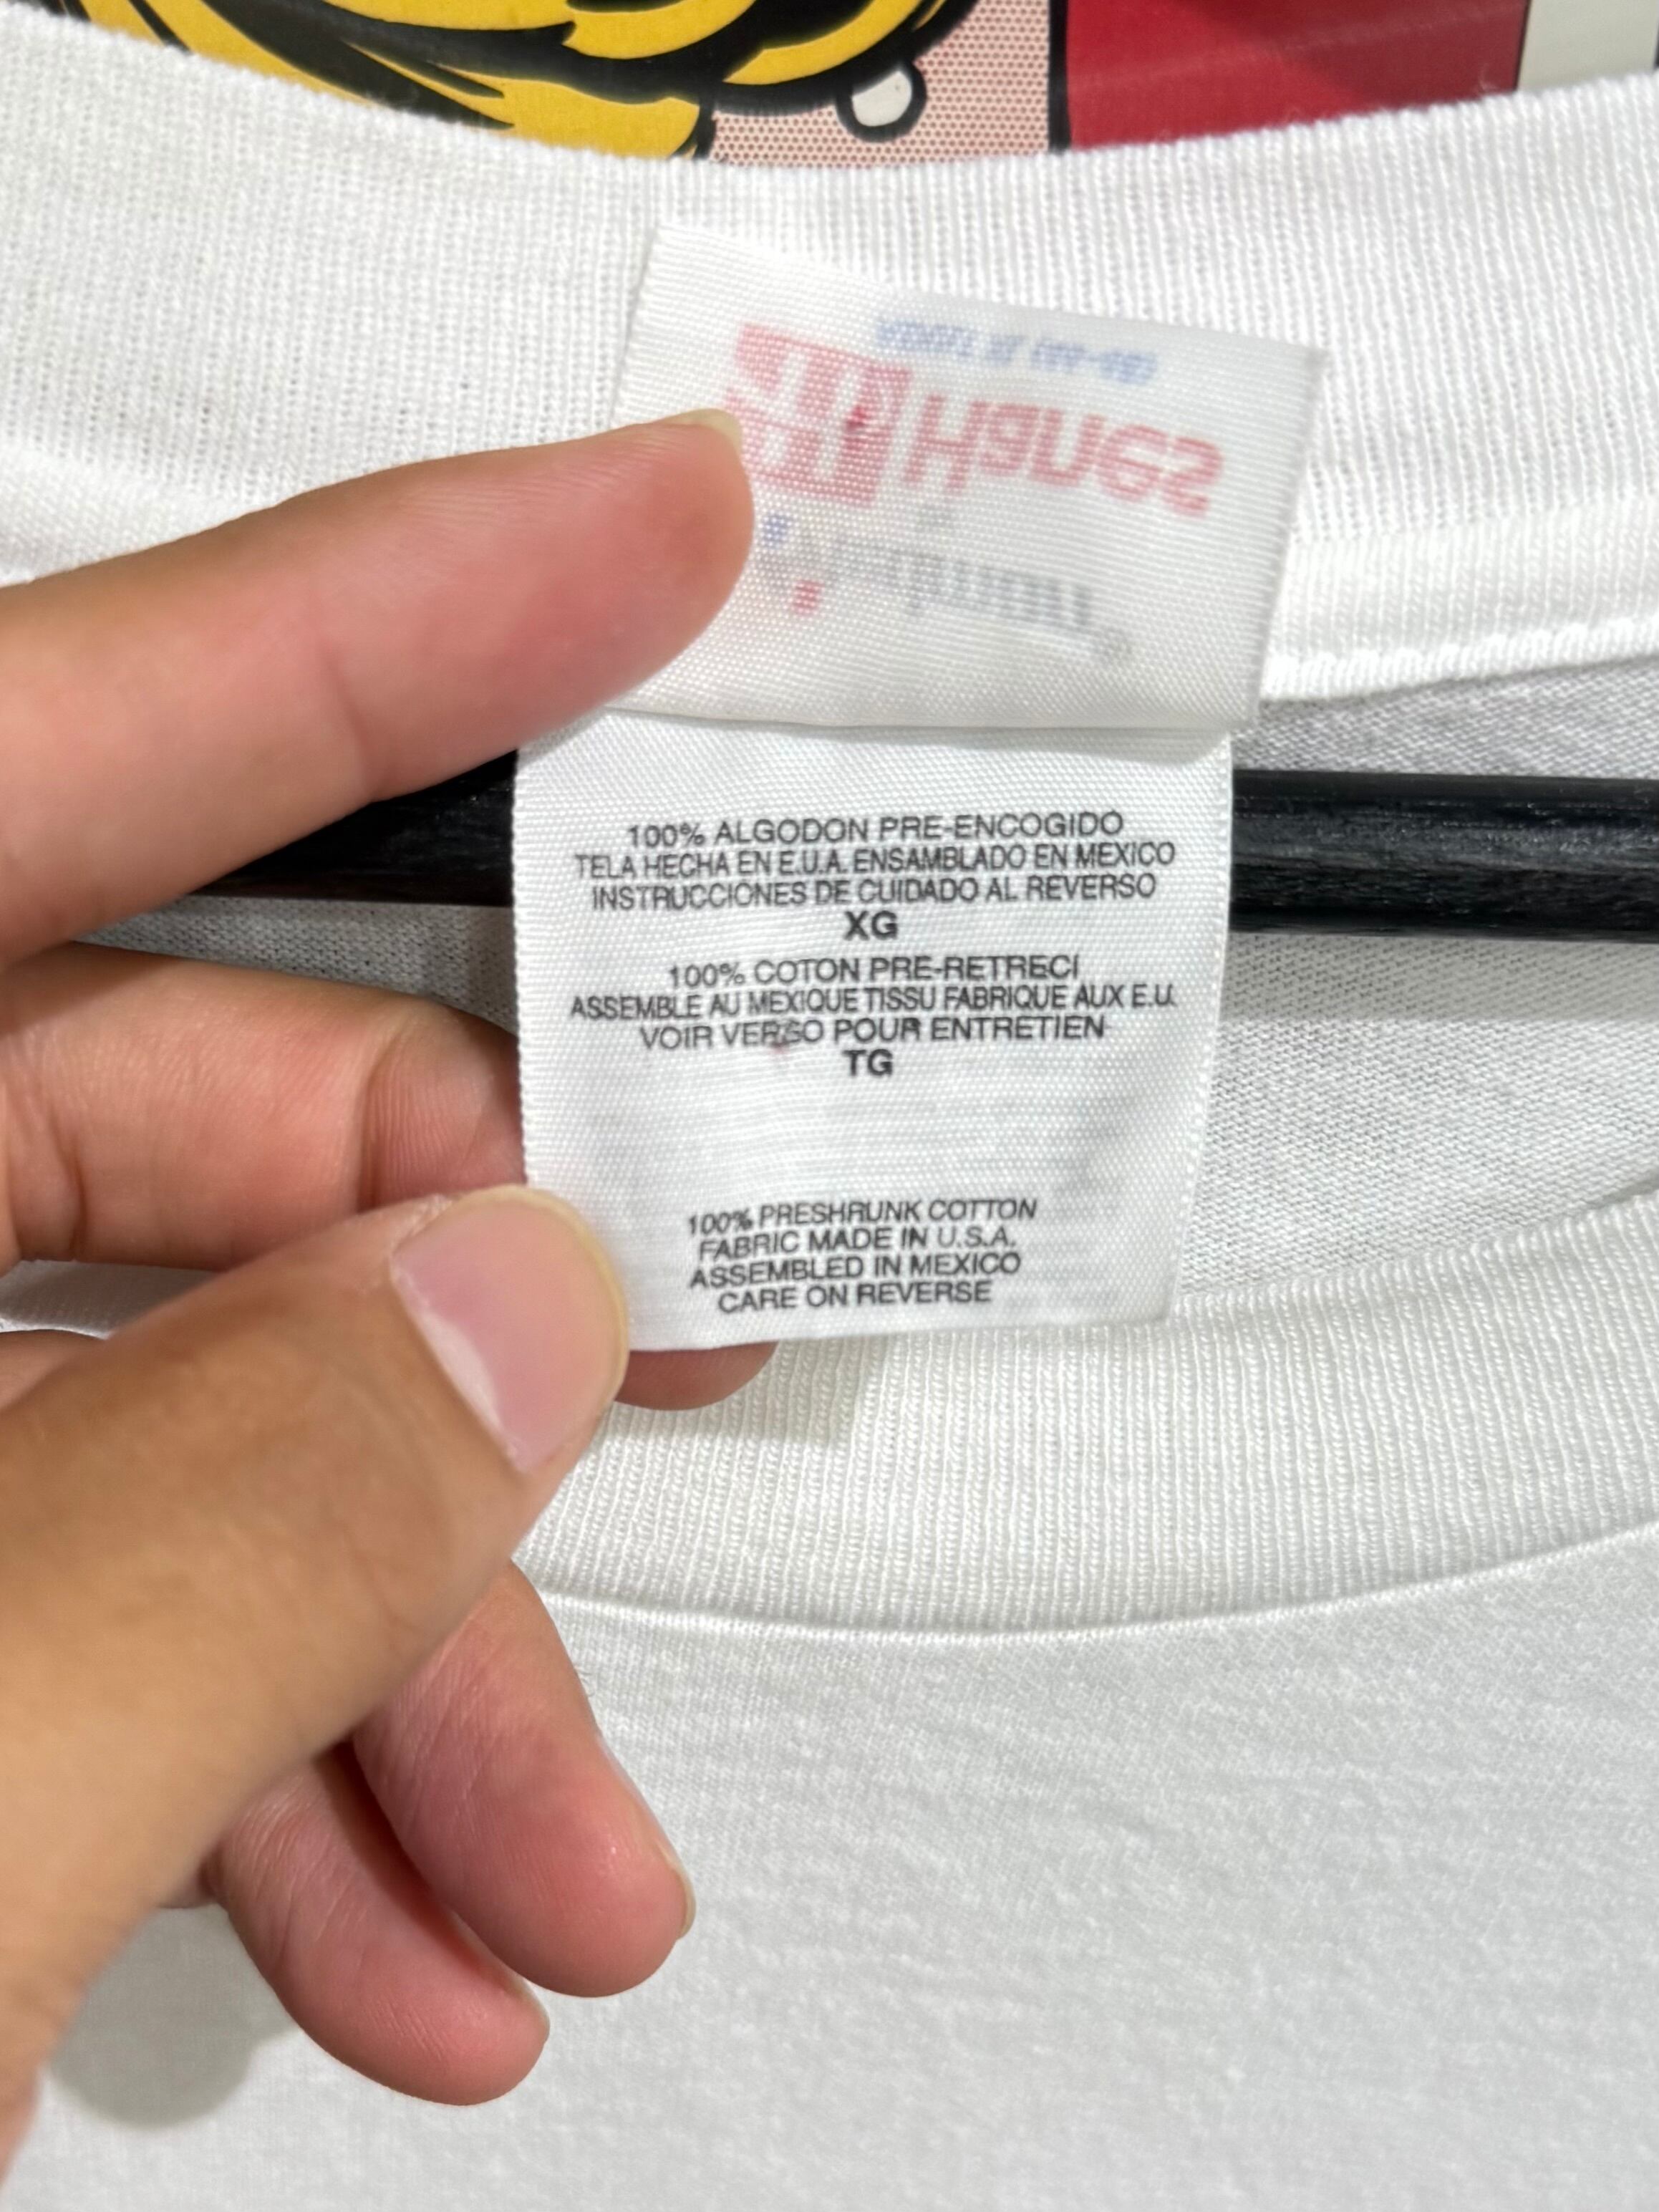 Hanes
100% ALGODON PRE-ENCOGIDO
TELA HECHA EN E.U.A. ENSAMBLADO EN MEXICO
INSTRUCCIONES DE CUIDADO AL REVERSO
XG
100% COTON PRE-RETRECI
ASSEMBLE AU MEXIQUE TISSU FABRIQUE AUX E.U.
VOIR VERSO POUR ENTRETIEN
TG
100% PRESHRUNK COTTON
FABRIC MADE IN U.S.A.
ASSEMBLED IN MEXICO
CARE ON REVERSE